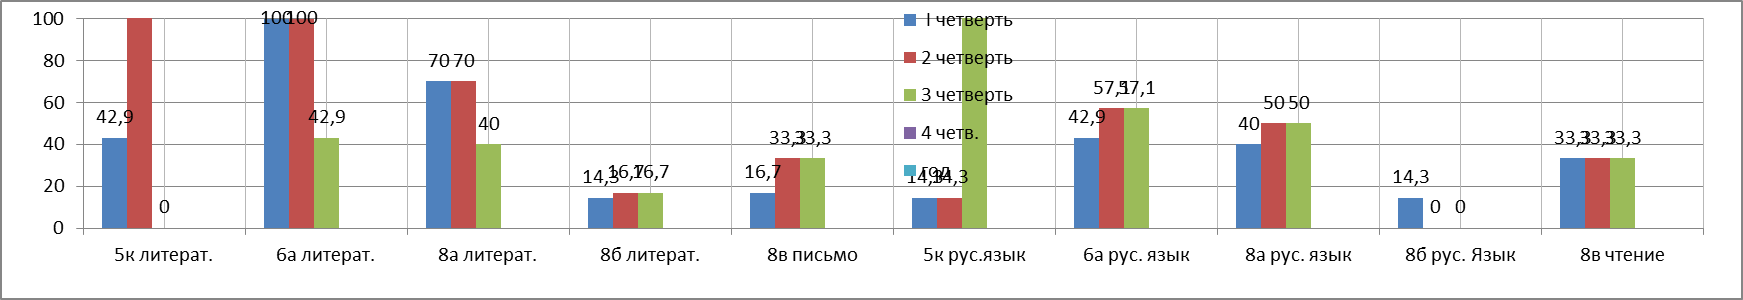 100
80
60
40
20
0
42,9
0
100
100
42,9
70
70
40
14,3
16,7
16,7
16,7
33,3
33,3
14,3
14,3
42,9
57,1
57,1
40
50
50
14,3
0
0
33,3
33,3
33,3
I четверть
2 четверть
3 четверть
4 четв.
год
5к литерат.
6а литерат.
8а литерат.
8б литерат.
8в письмо
5к рус.язык
6а рус. язык
8а рус. язык
8б рус. Язык
8в чтение